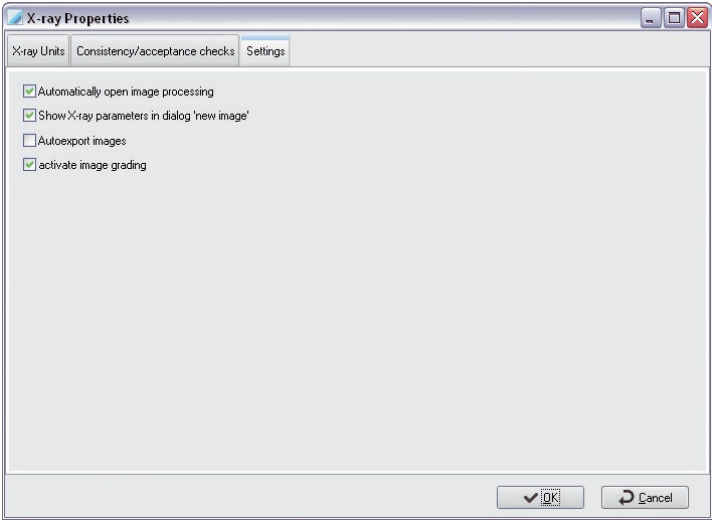 X-ray Properties
X-ray Units Consistency/acceptance checks Settings
Automatically open image processing
Show X-ray parameters in dialog 'new image'
Autoexport images
activate image grading
OK Cancel